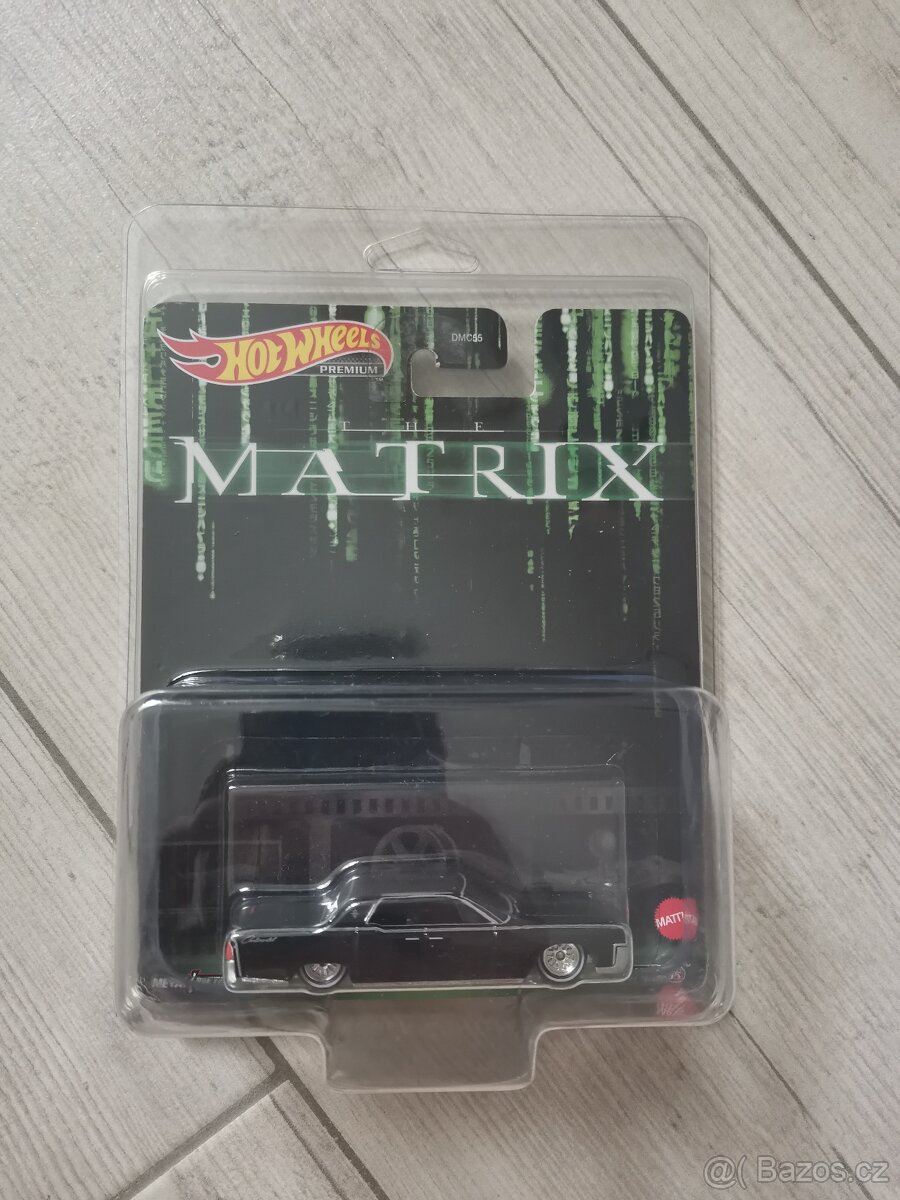 HOT WHEELS
PREMIUM
DMC55
THE
MATRIX
MATTEL
@( Bazos.cz